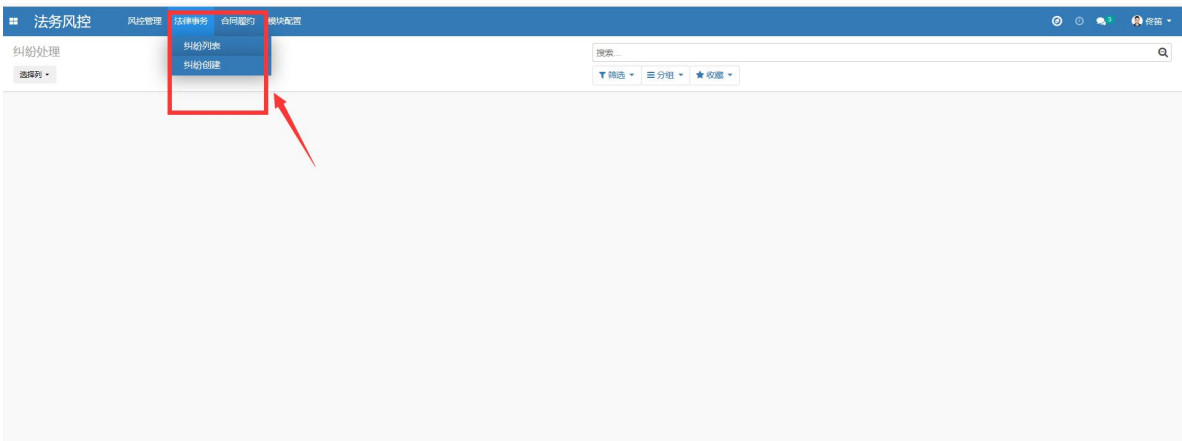 法务风控 风控管理 法律事务 合同履约 模块配置 3 佟笛
纠纷处理 纠纷列表 搜索...
选择列 纠纷创建 筛选 分组 收藏